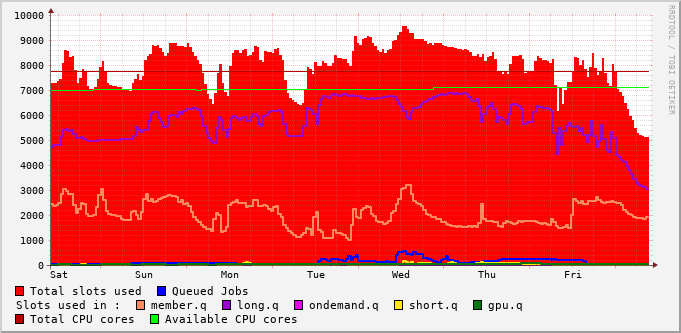 10000
9000
8000
7000
6000
5000
4000
3000
2000
1000
0
Sat Sun Mon Tue Wed Thu Fri
RRDTOOL / TOBI OETIKER
Total slots used Queued Jobs
Slots used in : member.q long.q ondemand.q short.q gpu.q
Total CPU cores Available CPU cores